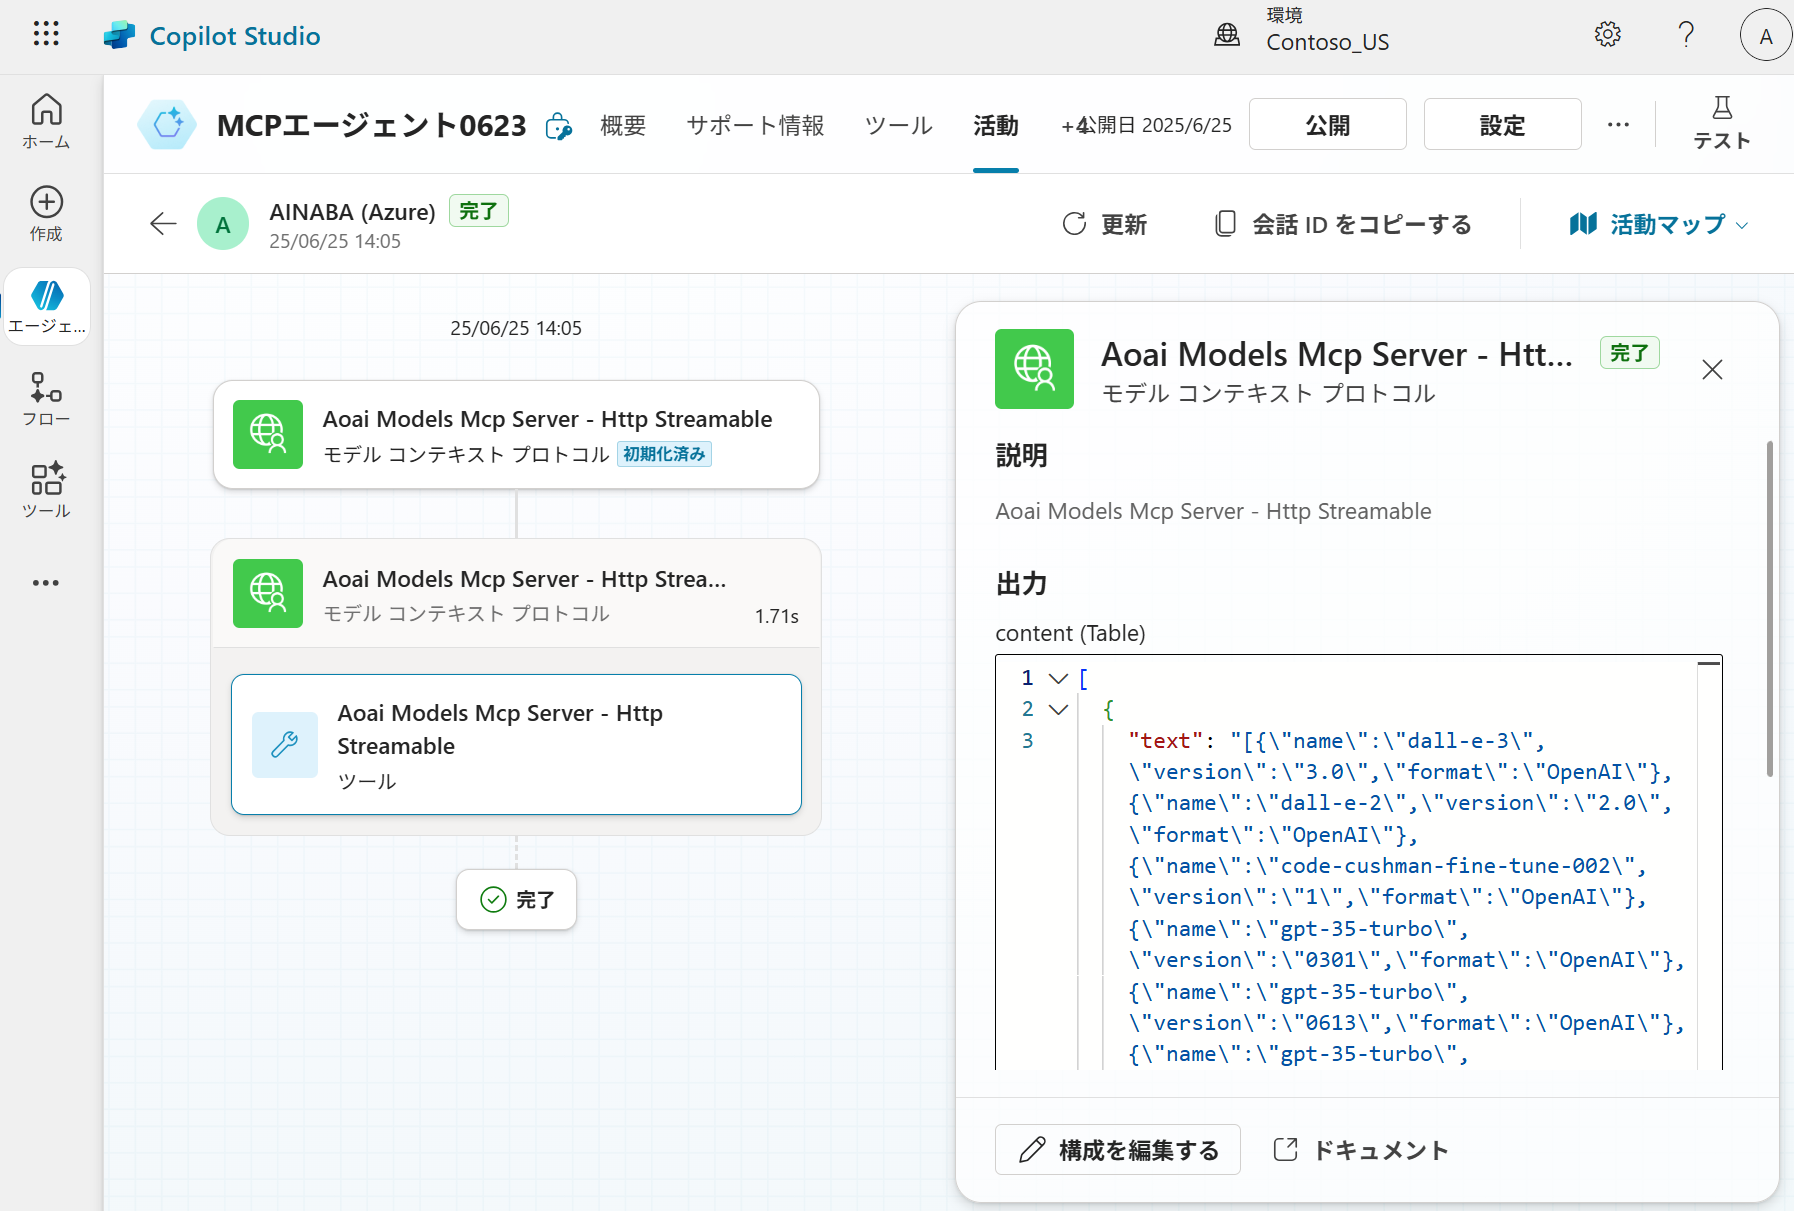 Copilot Studio
環境
Contoso_US
A
ホーム
作成
エージェ...
フロー
ツール
MCPエージェント0623
概要
サポート情報
ツール
活動
+4
公開日 2025/6/25
公開
設定
テスト
A
AINABA (Azure)
完了
25/06/25 14:05
更新
会話 ID をコピーする
活動マップ
25/06/25 14:05
Aoai Models Mcp Server - Http Streamable
モデル コンテキスト プロトコル
初期化済み
Aoai Models Mcp Server - Http Strea...
モデル コンテキスト プロトコル
1.71s
Aoai Models Mcp Server - Http
Streamable
ツール
完了
Aoai Models Mcp Server - Htt...
完了
モデル コンテキスト プロトコル
説明
Aoai Models Mcp Server - Http Streamable
出力
content (Table)
1 [
2 {
3 "text": "[{\"name\":\"dall-e-3\",
\"version\":\"3.0\",\"format\":\"OpenAI\"},
{\"name\":\"dall-e-2\",\"version\":\"2.0\",
\"format\":\"OpenAI\"},
{\"name\":\"code-cushman-fine-tune-002\",
\"version\":\"1\",\"format\":\"OpenAI\"},
{\"name\":\"gpt-35-turbo\",
\"version\":\"0301\",\"format\":\"OpenAI\"},
{\"name\":\"gpt-35-turbo\",
\"version\":\"0613\",\"format\":\"OpenAI\"},
{\"name\":\"gpt-35-turbo\",
構成を編集する
ドキュメント